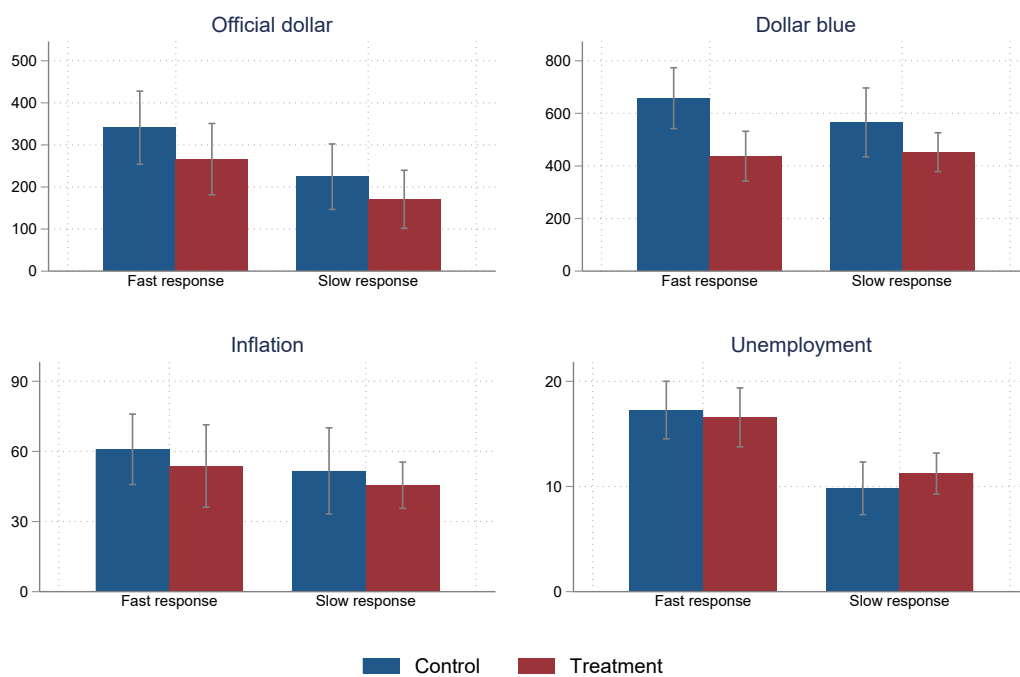 Official dollar
500
400
300
200
100
0
Fast response Slow response
Dollar blue
800
600
400
200
0
Fast response Slow response
Inflation
90
60
30
0
Fast response Slow response
Unemployment
20
10
0
Fast response Slow response
Control Treatment